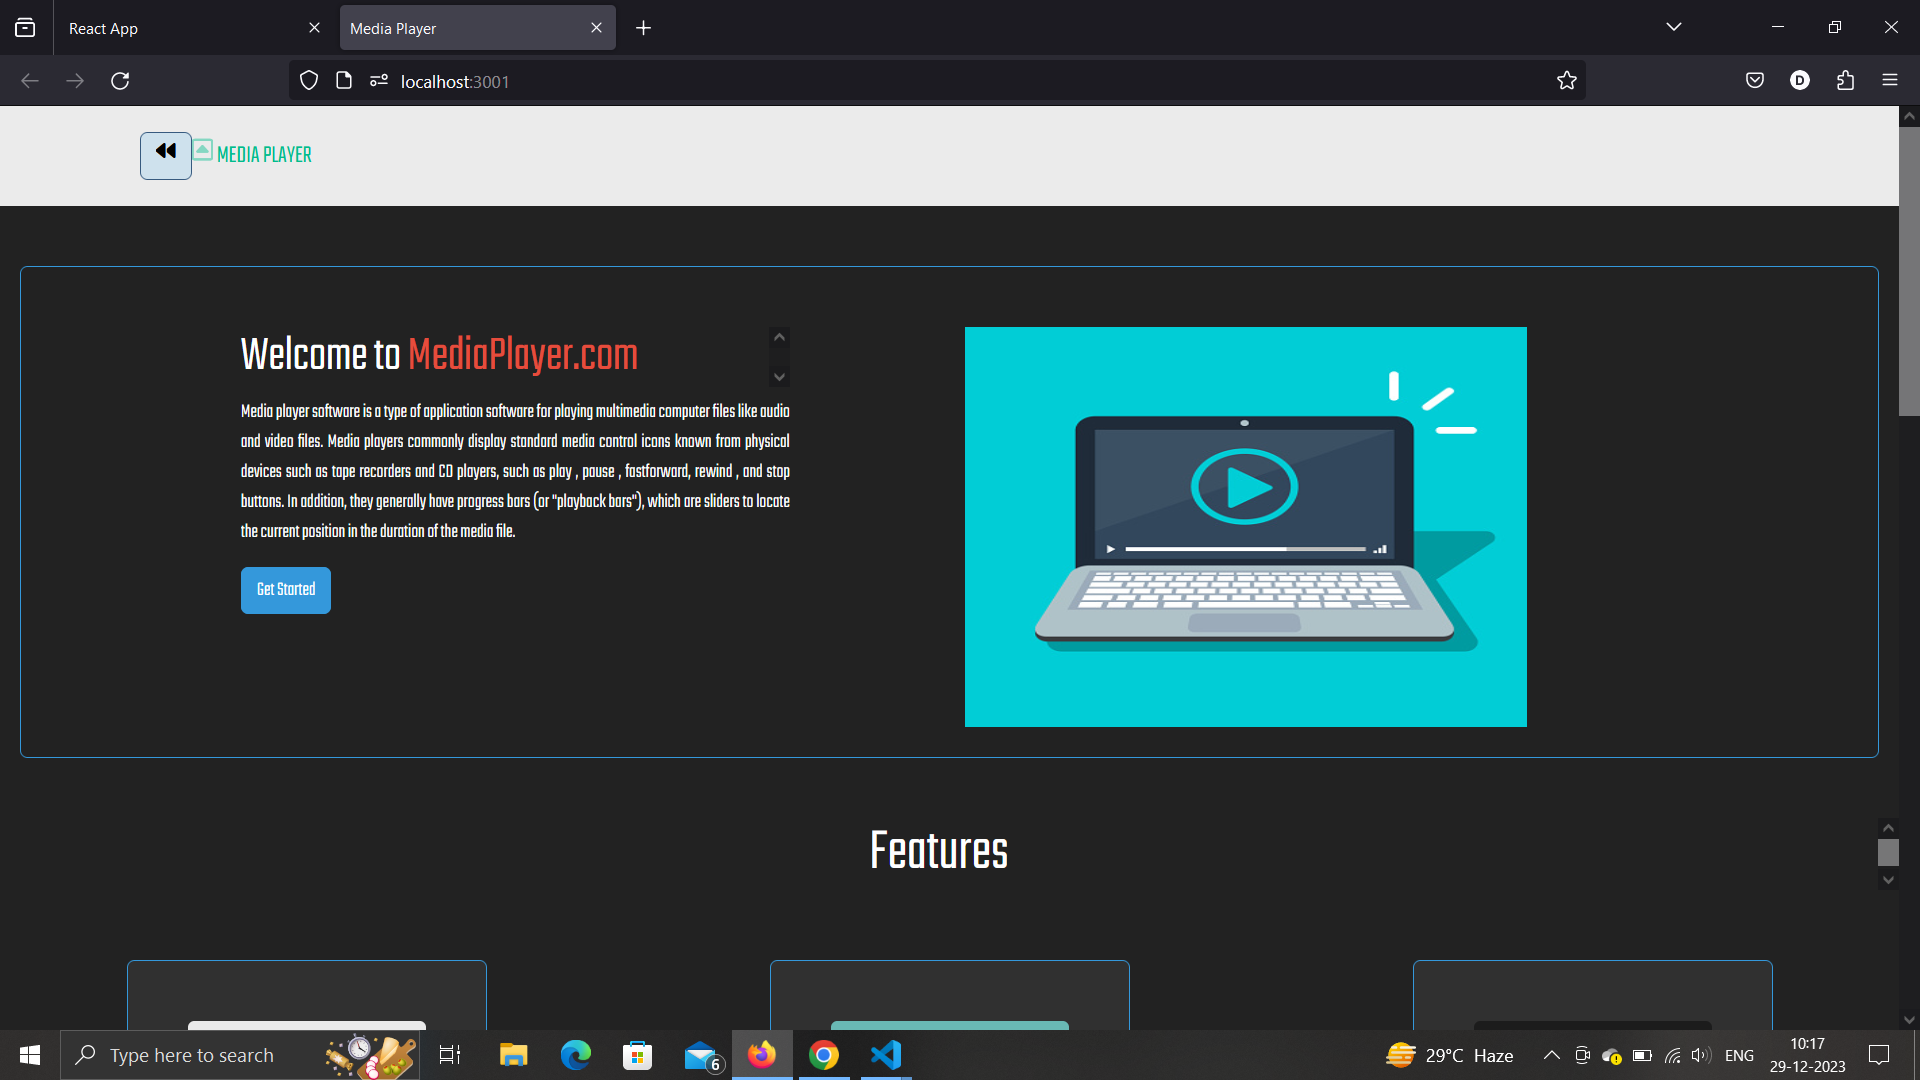 React App
Media Player
localhost:3001
D
MEDIA PLAYER
Welcome to MediaPlayer.com
Media player software is a type of application software for playing multimedia computer files like audio
and video files. Media players commonly display standard media control icons known from physical
devices such as tape recorders and CD players, such as play , pause , fastforward, rewind , and stop
buttons. In addition, they generally have progress bars (or "playback bars"), which are sliders to locate
the current position in the duration of the media file.
Get Started
Features
Type here to search
6
29°C Haze
ENG
10:17
29-12-2023